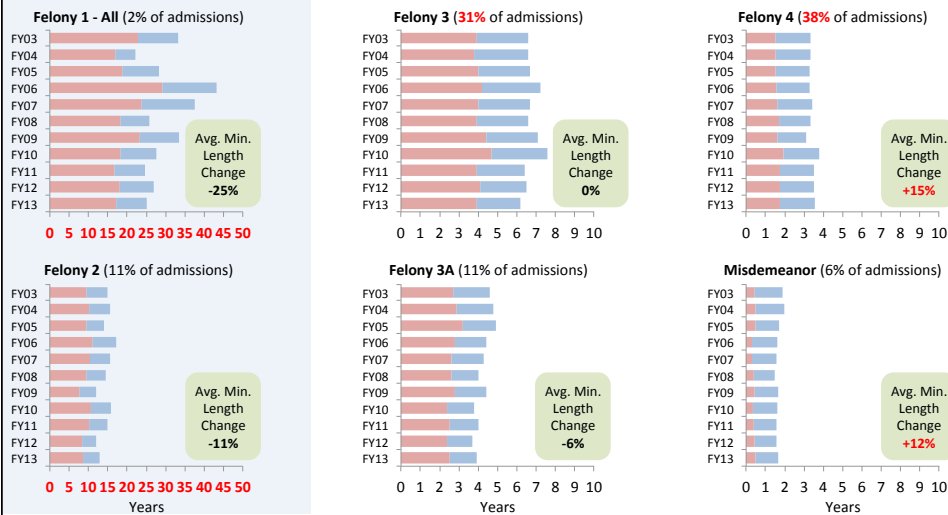 Felony 1 - All (2% of admissions)
FY03
FY04
FY05
FY06
FY07
FY08
FY09
FY10
FY11
FY12
FY13
Avg. Min.
Length
Change
-25%
0 5 10 15 20 25 30 35 40 45 50
Felony 3 (31% of admissions)
FY03
FY04
FY05
FY06
FY07
FY08
FY09
FY10
FY11
FY12
FY13
Avg. Min.
Length
Change
0%
0 1 2 3 4 5 6 7 8 9 10
Felony 4 (38% of admissions)
FY03
FY04
FY05
FY06
FY07
FY08
FY09
FY10
FY11
FY12
FY13
Avg. Min.
Length
Change
+15%
0 1 2 3 4 5 6 7 8 9 10
Felony 2 (11% of admissions)
FY03
FY04
FY05
FY06
FY07
FY08
FY09
FY10
FY11
FY12
FY13
Avg. Min.
Length
Change
-11%
0 5 10 15 20 25 30 35 40 45 50
Years
Felony 3A (11% of admissions)
FY03
FY04
FY05
FY06
FY07
FY08
FY09
FY10
FY11
FY12
FY13
Avg. Min.
Length
Change
-6%
0 1 2 3 4 5 6 7 8 9 10
Years
Misdemeanor (6% of admissions)
FY03
FY04
FY05
FY06
FY07
FY08
FY09
FY10
FY11
FY12
FY13
Avg. Min.
Length
Change
+12%
0 1 2 3 4 5 6 7 8 9 10
Years